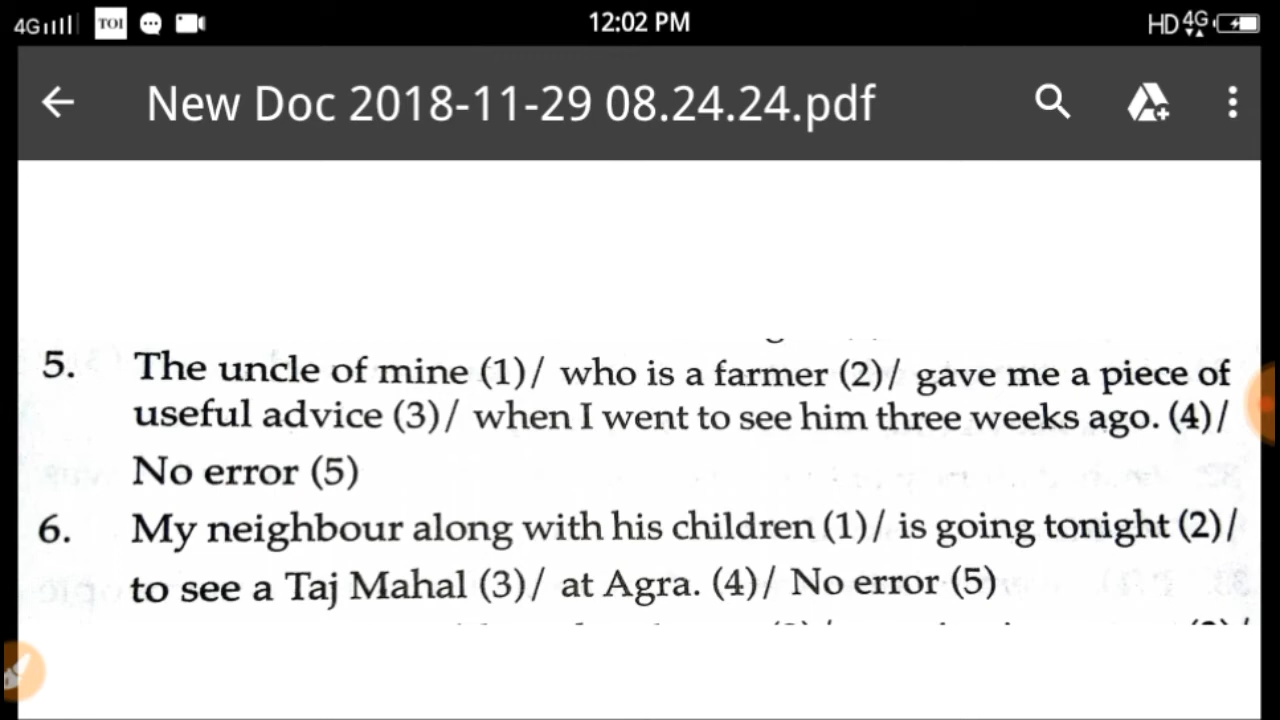 4G TOI 12:02 PM HD 4G
New Doc 2018-11-29 08.24.24.pdf
5. The uncle of mine (1)/ who is a farmer (2)/ gave me a piece of
useful advice (3)/ when I went to see him three weeks ago. (4)/
No error (5)
6. My neighbour along with his children (1)/ is going tonight (2)/
to see a Taj Mahal (3)/ at Agra. (4)/ No error (5)